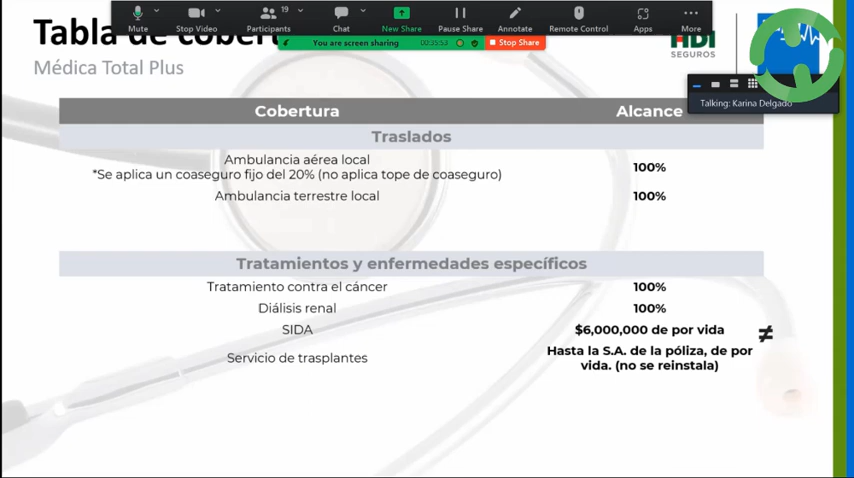 Mute
Stop Video
Participants
19
Chat
New Share
Pause Share
Annotate
Remote Control
Apps
More
You are screen sharing
00:35:53
Stop Share
Tabla de
HDI
SEGUROS
Médica Total Plus
Talking: Karina Delgado
Cobertura
Alcance
Traslados
Ambulancia aérea local
*Se aplica un coaseguro fijo del 20% (no aplica tope de coaseguro)
100%
Ambulancia terrestre local
100%
Tratamientos y enfermedades específicos
Tratamiento contra el cáncer
100%
Diálisis renal
100%
SIDA
$6,000,000 de por vida
≠
Servicio de trasplantes
Hasta la S.A. de la póliza, de por
vida. (no se reinstala)